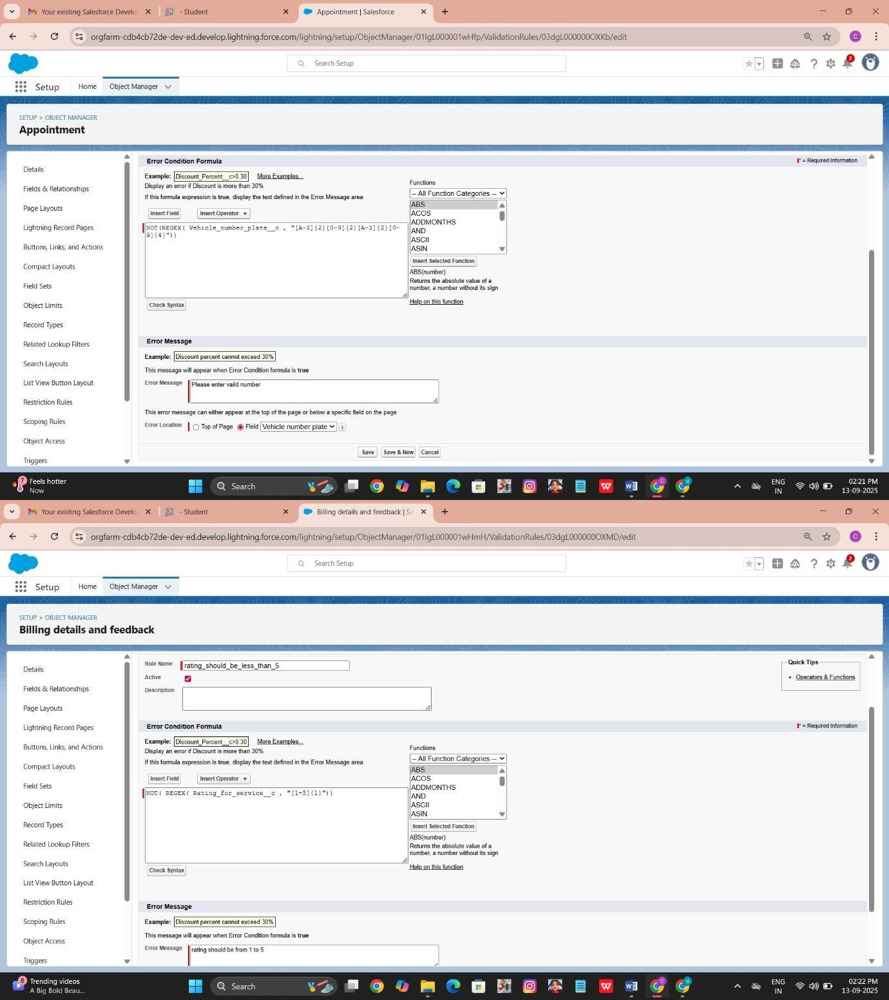 Your existing Salesforce Develo
- Student
Appointment | Salesforce
orgfarm-cdb4cb72de-dev-ed.develop.lightning.force.com/lightning/setup/ObjectManager/01IgL000001wHfp/ValidationRules/03dgL000000OXKb/edit
C
Search Setup
2
Setup
Home
Object Manager
SETUP > OBJECT MANAGER
Appointment
Details
Fields & Relationships
Page Layouts
Lightning Record Pages
Buttons, Links, and Actions
Compact Layouts
Field Sets
Object Limits
Record Types
Related Lookup Filters
Search Layouts
List View Button Layout
Restriction Rules
Scoping Rules
Object Access
Triggers
Error Condition Formula
= Required Information
Example: Discount_Percent__c>0.30 More Examples...
Display an error if Discount is more than 30%
If this formula expression is true, display the text defined in the Error Message area
Insert Field
Insert Operator
NOT(REGEX( Vehicle_number_plate__c , "[A-Z]{2}[0-9]{2}[A-Z]{2}[0-
9]{4}"))
Check Syntax
Functions
-- All Function Categories --
ABS
ACOS
ADDMONTHS
AND
ASCII
ASIN
Insert Selected Function
ABS(number)
Returns the absolute value of a
number, a number without its sign
Help on this function
Error Message
Example: Discount percent cannot exceed 30%
This message will appear when Error Condition formula is true
Error Message Please enter vaild number
This error message can either appear at the top of the page or below a specific field on the page
Error Location Top of Page Field Vehicle number plate i
Save
Save & New
Cancel
7
Feels hotter
Now
Search
ENG
IN
02:21 PM
13-09-2025
Your existing Salesforce Develo
- Student
Billing details and feedback | Sa
orgfarm-cdb4cb72de-dev-ed.develop.lightning.force.com/lightning/setup/ObjectManager/01IgL000001wHmH/ValidationRules/03dgL000000OXMD/edit
C
Search Setup
2
Setup
Home
Object Manager
SETUP > OBJECT MANAGER
Billing details and feedback
Details
Fields & Relationships
Page Layouts
Lightning Record Pages
Buttons, Links, and Actions
Compact Layouts
Field Sets
Object Limits
Record Types
Related Lookup Filters
Search Layouts
List View Button Layout
Restriction Rules
Scoping Rules
Object Access
Triggers
Rule Name rating_should_be_less_than_5
Active
Description
Quick Tips
• Operators & Functions
Error Condition Formula
= Required Information
Example: Discount_Percent__c>0.30 More Examples...
Display an error if Discount is more than 30%
If this formula expression is true, display the text defined in the Error Message area
Insert Field
Insert Operator
NOT( REGEX( Rating_for_service__c , "[1-5]{1}"))
Check Syntax
Functions
-- All Function Categories --
ABS
ACOS
ADDMONTHS
AND
ASCII
ASIN
Insert Selected Function
ABS(number)
Returns the absolute value of a
number, a number without its sign
Help on this function
Error Message
Example: Discount percent cannot exceed 30%
This message will appear when Error Condition formula is true
Error Message rating should be from 1 to 5
8
Trending videos
A Big Bold Beau...
Search
ENG
IN
02:22 PM
13-09-2025